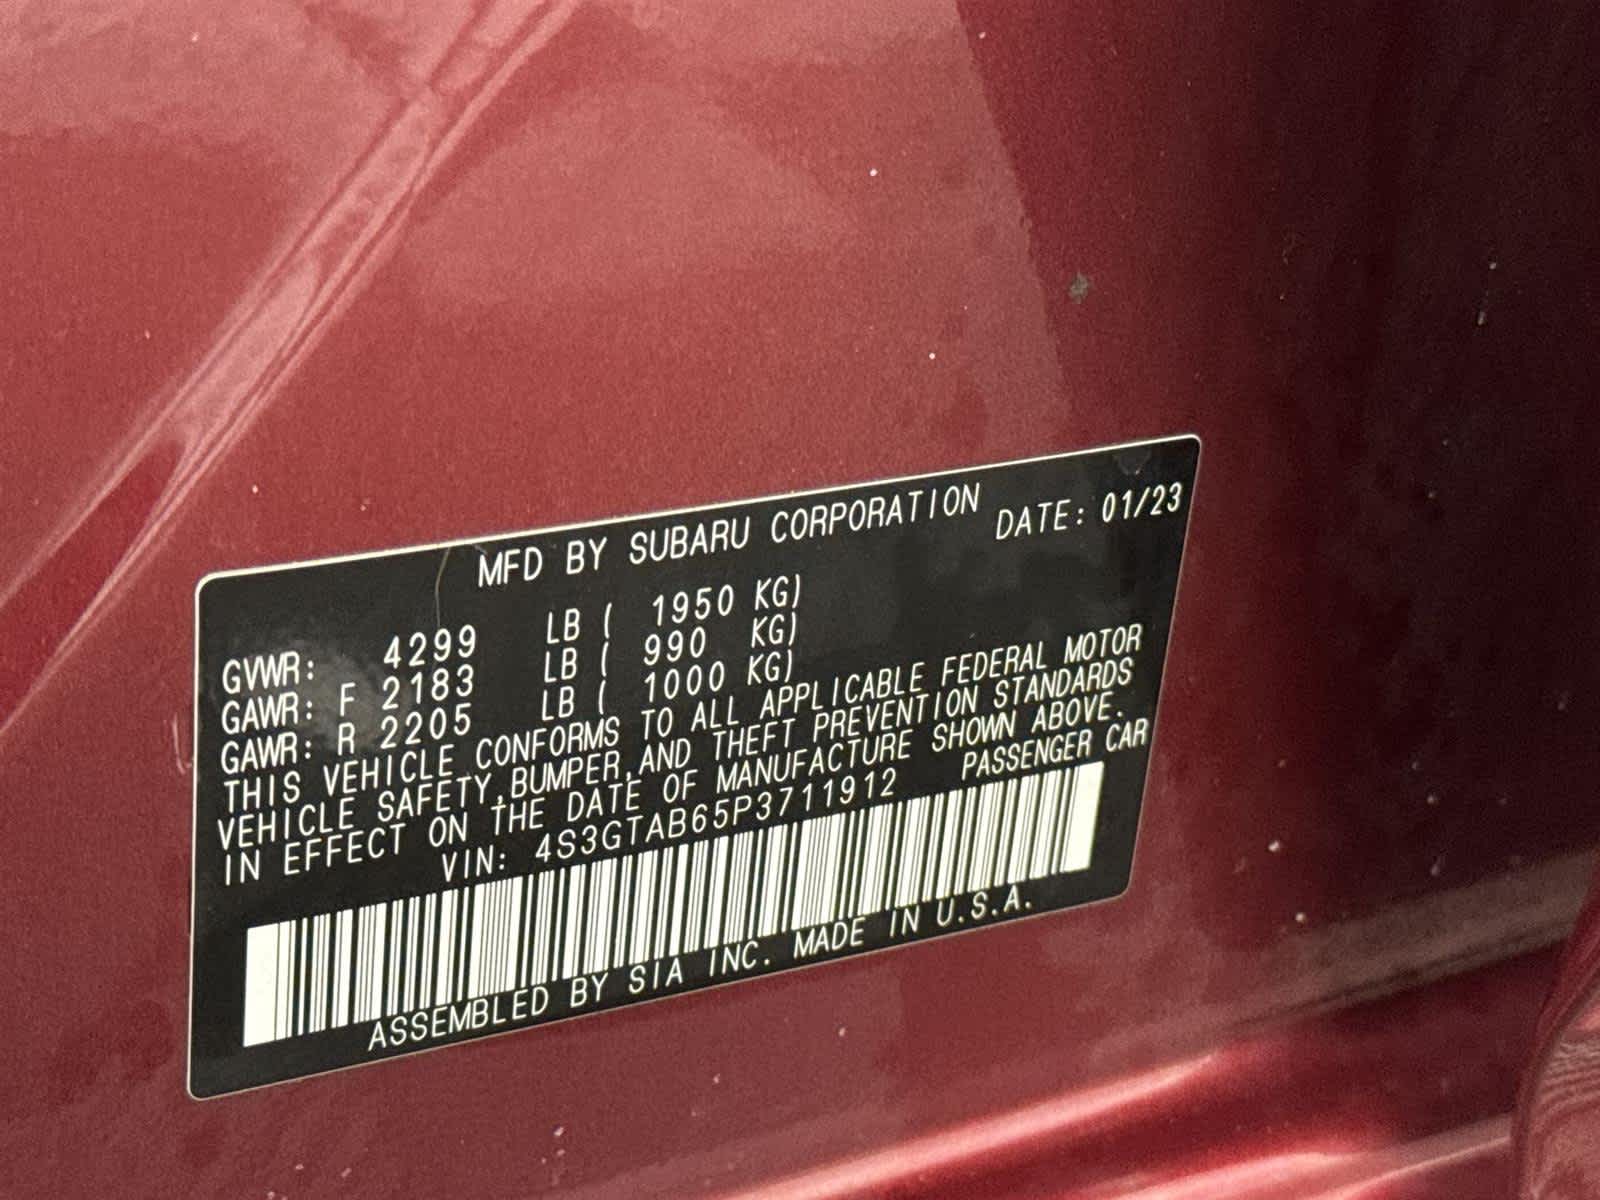 MFD BY SUBARU CORPORATION DATE: 01/23
GVWR: 4299 LB ( 1950 KG)
GAWR: F 2183 LB ( 990 KG)
GAWR: R 2205 LB ( 1000 KG)
THIS VEHICLE CONFORMS TO ALL APPLICABLE FEDERAL MOTOR
VEHICLE SAFETY,BUMPER,AND THEFT PREVENTION STANDARDS
IN EFFECT ON THE DATE OF MANUFACTURE SHOWN ABOVE.
VIN: 4S3GTAB65P3711912 PASSENGER CAR
ASSEMBLED BY SIA INC. MADE IN U.S.A.